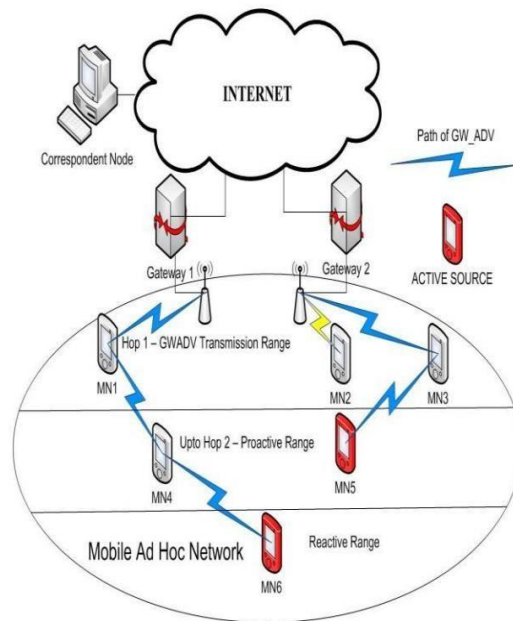 INTERNET
Correspondent Node
Path of GW_ADV
Gateway 1
Gateway 2
ACTIVE SOURCE
Hop 1 – GWADV Transmission Range
MN1
MN2
MN3
Upto Hop 2 – Proactive Range
MN4
MN5
Reactive Range
Mobile Ad Hoc Network
MN6